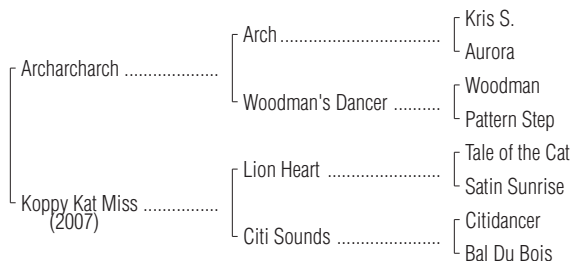 Kris S.
Arch ..................................
Aurora
Archarcharch ....................
Woodman
Woodman's Dancer ..........
Pattern Step
Tale of the Cat
Lion Heart ........................
Satin Sunrise
Koppy Kat Miss ................
(2007)
Citidancer
Citi Sounds ......................
Bal Du Bois